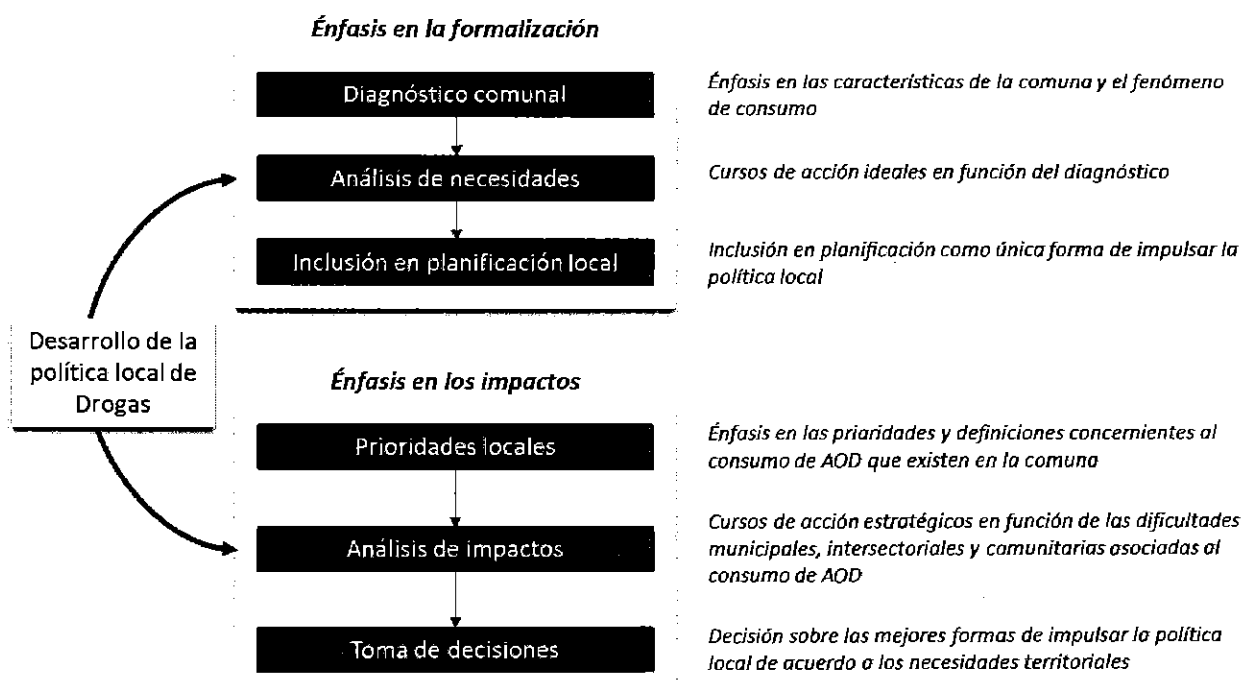 Énfasis en la formalización
Diagnóstico comunal
Énfasis en las características de la comuna y el fenómeno
de consumo
Análisis de necesidades
Cursos de acción ideales en función del diagnóstico
Inclusión en planificación local
Inclusión en planificación como única forma de impulsar la
política local
Desarrollo de la
política local de
Drogas
Énfasis en los impactos
Prioridades locales
Énfasis en las prioridades y definiciones concernientes al
consumo de AOD que existen en la comuna
Análisis de impactos
Cursos de acción estratégicos en función de las dificultades
municipales, intersectoriales y comunitarias asociadas al
consumo de AOD
Toma de decisiones
Decisión sobre las mejores formas de impulsar la política
local de acuerdo a los necesidades territoriales